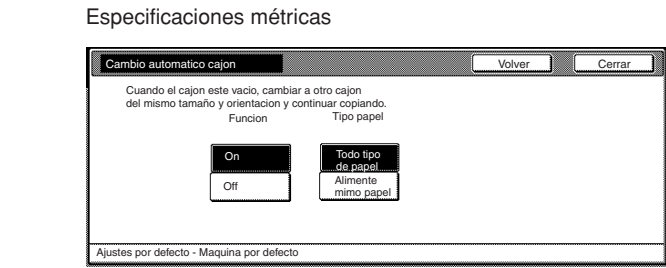 Especificaciones métricas
Cambio automatico cajon
Volver
Cerrar
Cuando el cajon este vacio, cambiar a otro cajon
del mismo tamaño y orientacion y continuar copiando.
Funcion
Tipo papel
On
Todo tipo
de papel
Off
Alimente
mimo papel
Ajustes por defecto - Maquina por defecto